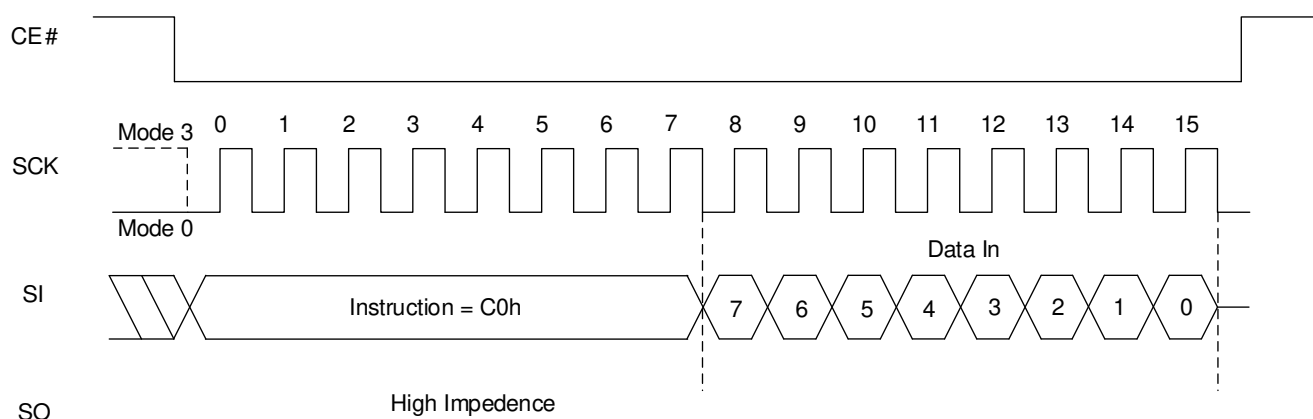 CE#
Mode 3 0 1 2 3 4 5 6 7 8 9 10 11 12 13 14 15
SCK
Mode 0
Data In
SI Instruction = C0h 7 6 5 4 3 2 1 0
High Impedence
SO